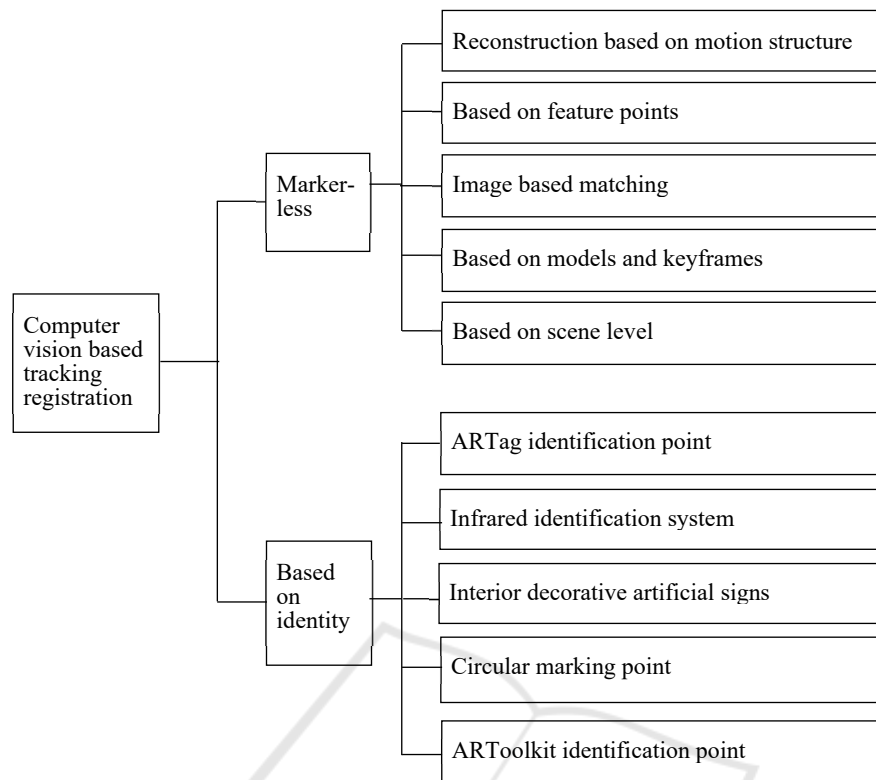 Computer
vision based
tracking
registration
Marker-
less
Reconstruction based on motion structure
Based on feature points
Image based matching
Based on models and keyframes
Based on scene level
Based
on
identity
ARTag identification point
Infrared identification system
Interior decorative artificial signs
Circular marking point
ARToolkit identification point